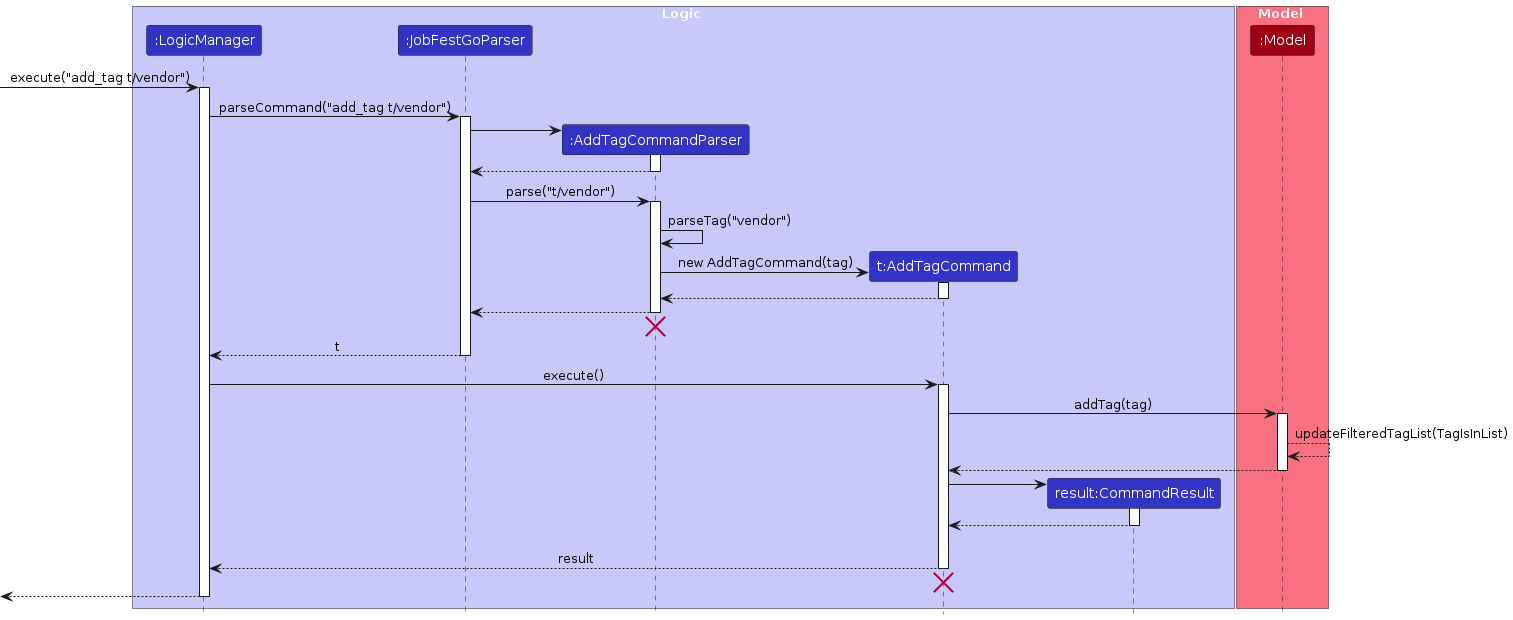 Logic
Model
:LogicManager
:JobFestGoParser
:Model
execute("add_tag t/vendor")
parseCommand("add_tag t/vendor")
:AddTagCommandParser
parse("t/vendor")
parseTag("vendor")
new AddTagCommand(tag)
t:AddTagCommand
t
execute()
addTag(tag)
updateFilteredTagList(TagIsInList)
result:CommandResult
result